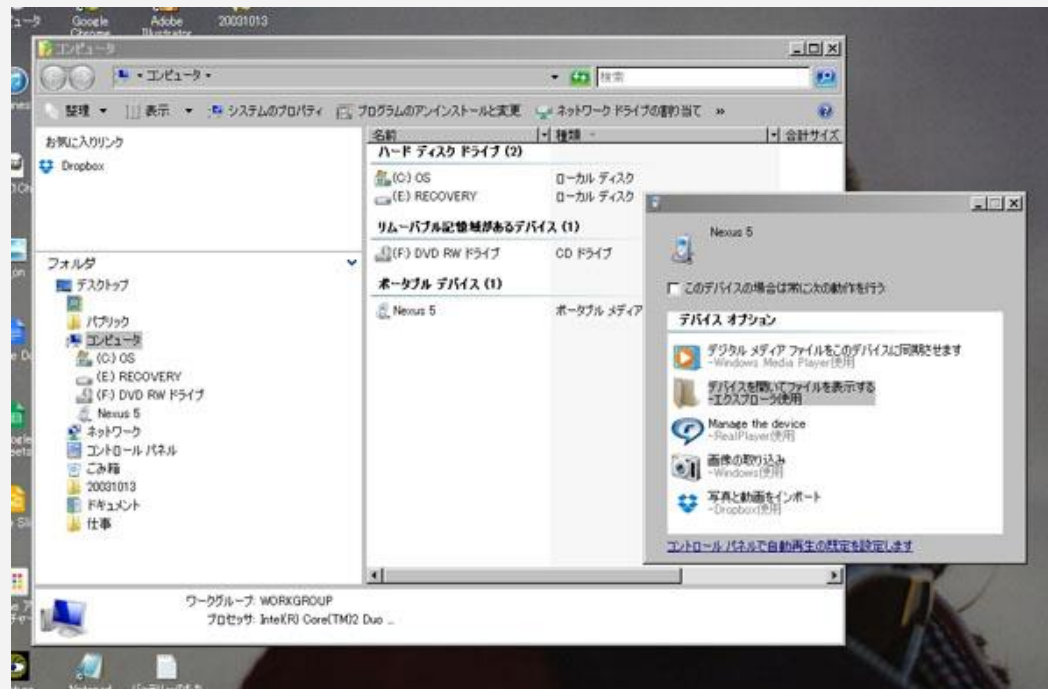 Google
Chrome
Adobe
Illustrator
20031013
コンピュータ
コンピュータ
検索
整理
表示
システムのプロパティ
プログラムのアンインストールと変更
ネットワーク ドライブの割り当て
»
お気に入りリンク
Dropbox
名前
種類
合計サイズ
ハード ディスク ドライブ (2)
(C:) OS
ローカル ディスク
(E:) RECOVERY
ローカル ディスク
リムーバブル記憶域があるデバイス (1)
(F:) DVD RW ドライブ
CD ドライブ
ポータブル デバイス (1)
Nexus 5
ポータブル メディア
フォルダ
デスクトップ
パブリック
コンピュータ
(C:) OS
(E:) RECOVERY
(F:) DVD RW ドライブ
Nexus 5
ネットワーク
コントロール パネル
ごみ箱
20031013
ドキュメント
仕事
ワークグループ: WORKGROUP
プロセッサ: Intel(R) Core(TM)2 Duo ...
Nexus 5
このデバイスの場合は常に次の動作を行う:
デバイス オプション
デジタル メディア ファイルをこのデバイスに同期させます
-Windows Media Player使用
デバイスを開いてファイルを表示する
-エクスプローラ使用
Manage the device
-RealPlayer使用
画像の取り込み
-Windows使用
写真と動画をインポート
-Dropbox使用
コントロール パネルで自動再生の既定を設定します
Notepad